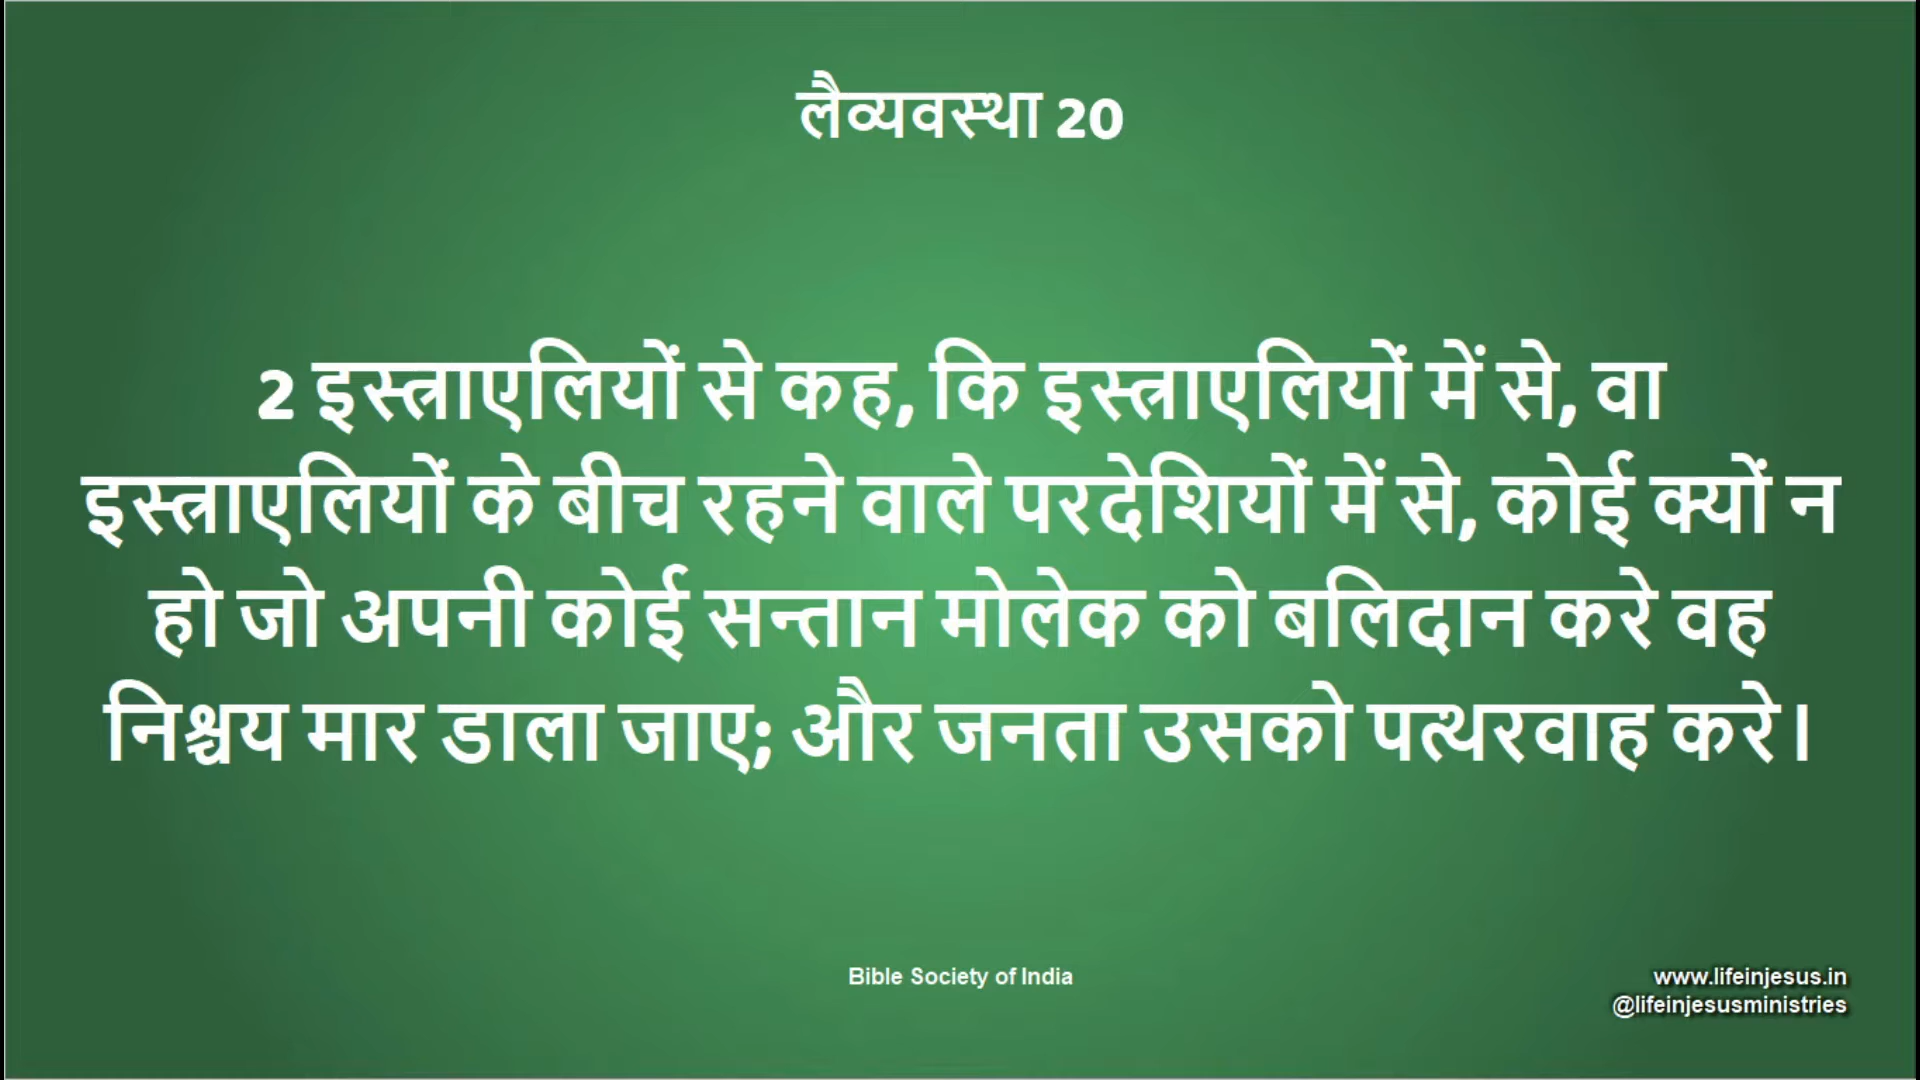 लैव्यवस्था 20
2 इस्त्राएलियों से कह, कि इस्त्राएलियों में से, वा
इस्त्राएलियों के बीच रहने वाले परदेशियों में से, कोई क्यों न
हो जो अपनी कोई सन्तान मोलेक को बलिदान करे वह
निश्चय मार डाला जाए; और जनता उसको पत्थरवाह करे।
Bible Society of India
www.lifeinjesus.in
@lifeinjesusministries